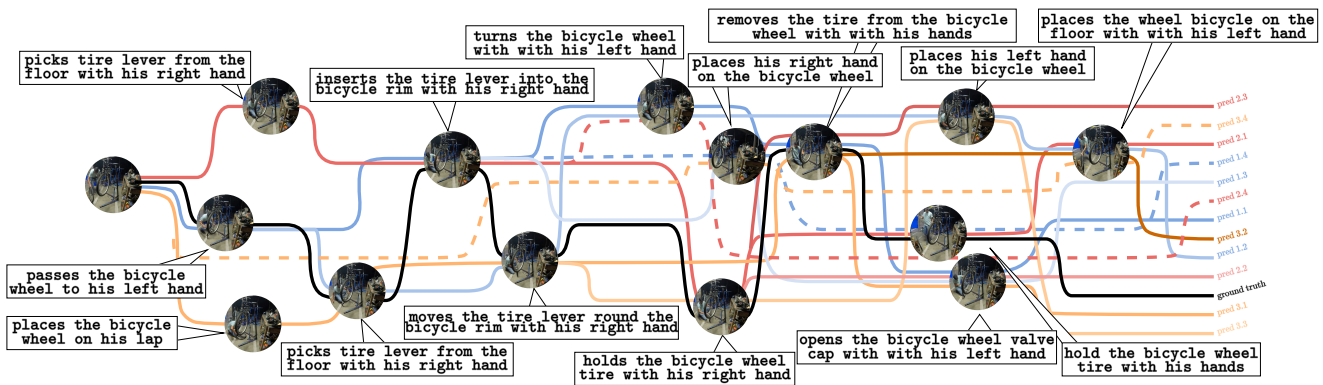 picks tire lever from the
floor with his right hand
inserts the tire lever into the
bicycle rim with his right hand
turns the bicycle wheel
with with his left hand
places his right hand
on the bicycle wheel
removes the tire from the bicycle
wheel with with his hands
places his left hand
on the bicycle wheel
places the wheel bicycle on the
floor with with his left hand
passes the bicycle
wheel to his left hand
places the bicycle
wheel on his lap
picks tire lever from the
floor with his right hand
moves the tire lever round the
bicycle rim with his right hand
holds the bicycle wheel
tire with his right hand
opens the bicycle wheel valve
cap with with his left hand
hold the bicycle wheel
tire with his hands
pred 2.3
pred 3.4
pred 2.1
pred 1.4
pred 1.3
pred 2.4
pred 1.1
pred 3.2
pred 1.2
pred 2.2
ground truth
pred 3.1
pred 3.3